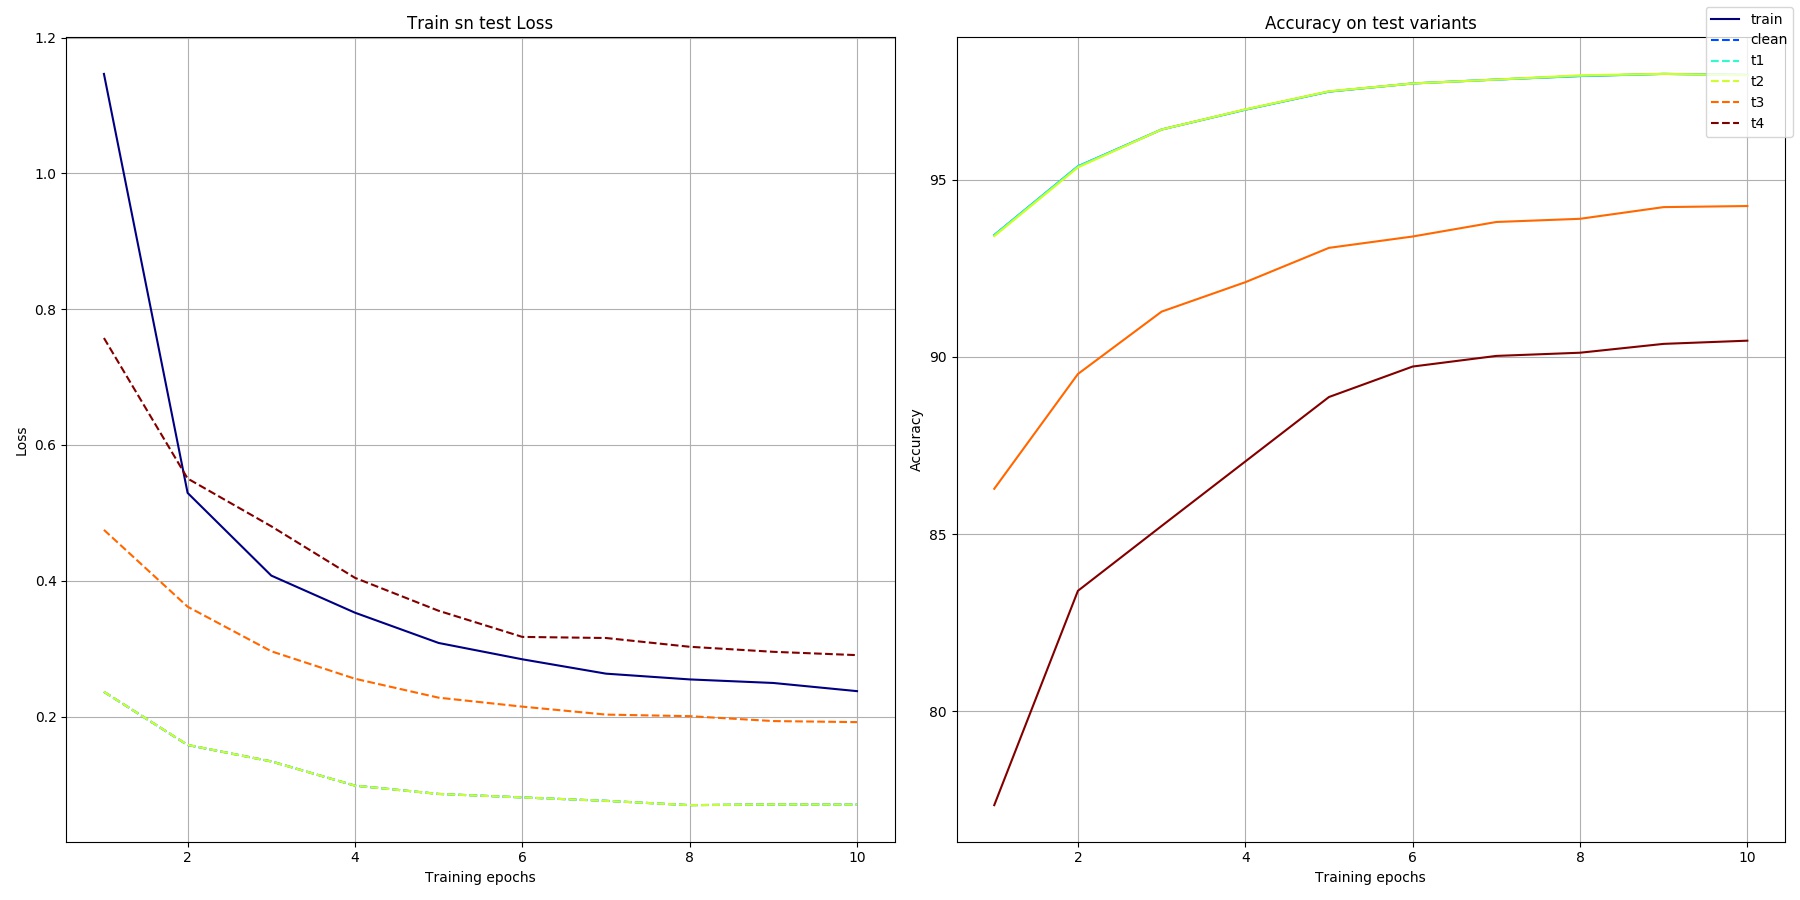 Train sn test Loss
1.2
1.0
0.8
0.6
0.4
0.2
Loss
2
4
6
8
10
Training epochs
Accuracy on test variants
95
90
85
80
Accuracy
2
4
6
8
10
Training epochs
train
clean
t1
t2
t3
t4